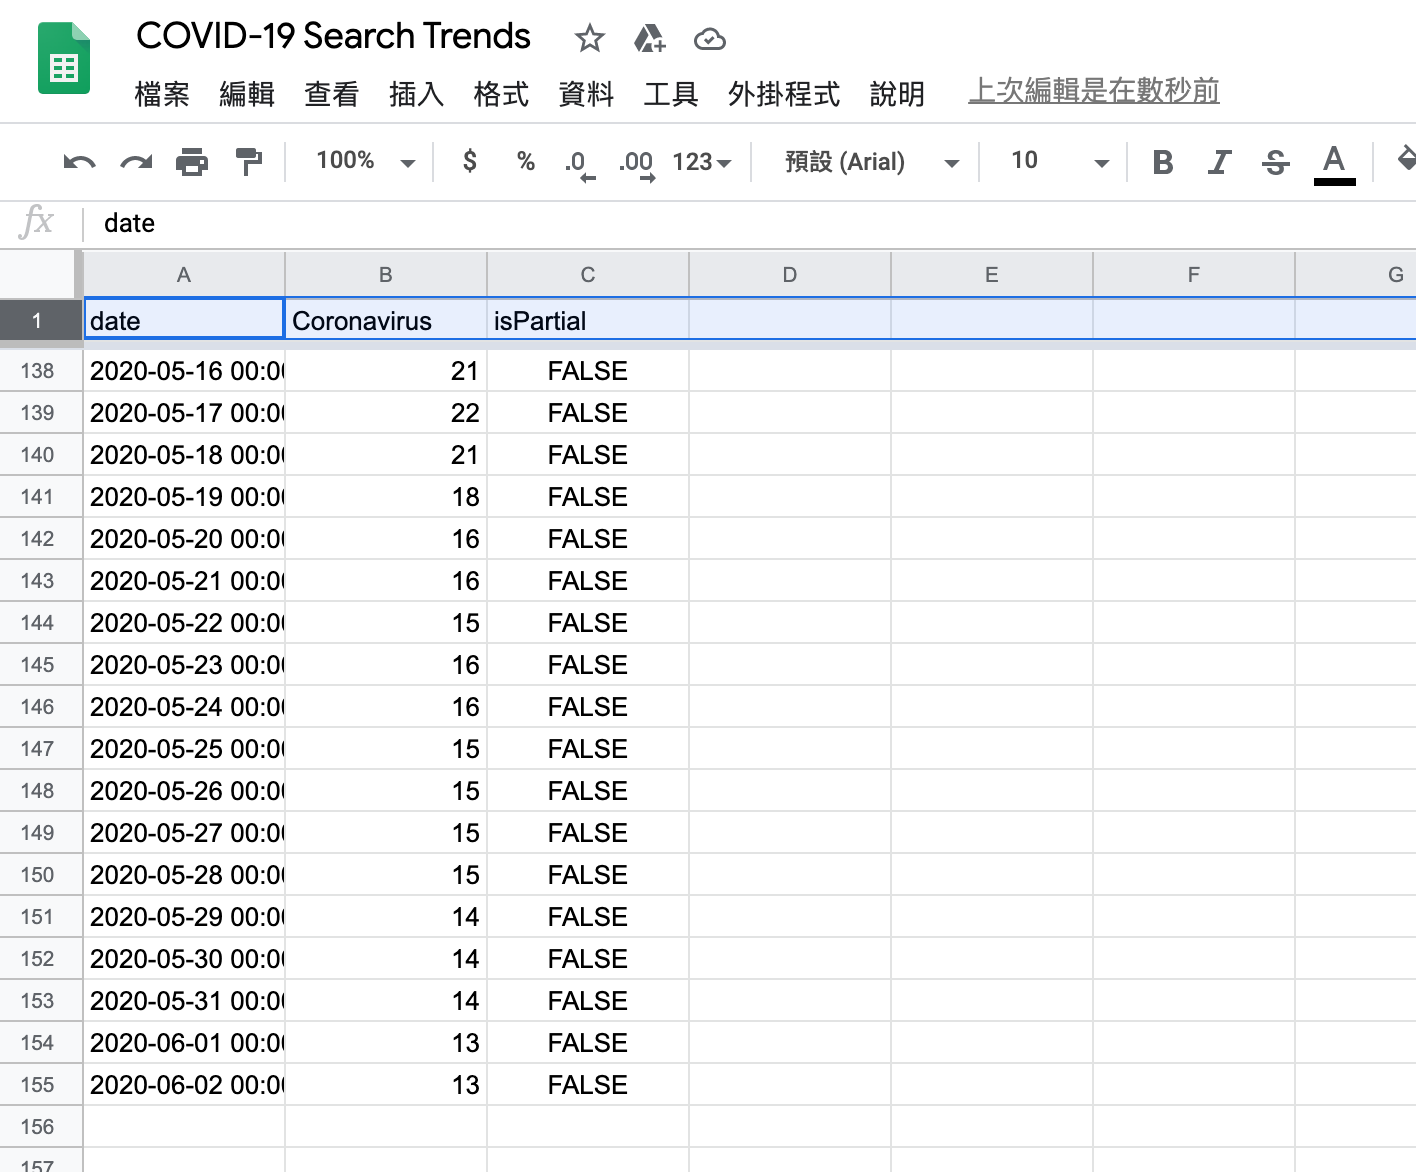 COVID-19 Search Trends
檔案 編輯 查看 插入 格式 資料 工具 外掛程式 說明 上次編輯是在數秒前
100% $ % .0 .00 123 預設 (Arial) 10 B I S A
fx date
A B C D E F G
1 date Coronavirus isPartial
138 2020-05-16 00:0 21 FALSE
139 2020-05-17 00:0 22 FALSE
140 2020-05-18 00:0 21 FALSE
141 2020-05-19 00:0 18 FALSE
142 2020-05-20 00:0 16 FALSE
143 2020-05-21 00:0 16 FALSE
144 2020-05-22 00:0 15 FALSE
145 2020-05-23 00:0 16 FALSE
146 2020-05-24 00:0 16 FALSE
147 2020-05-25 00:0 15 FALSE
148 2020-05-26 00:0 15 FALSE
149 2020-05-27 00:0 15 FALSE
150 2020-05-28 00:0 15 FALSE
151 2020-05-29 00:0 14 FALSE
152 2020-05-30 00:0 14 FALSE
153 2020-05-31 00:0 14 FALSE
154 2020-06-01 00:0 13 FALSE
155 2020-06-02 00:0 13 FALSE
156
157